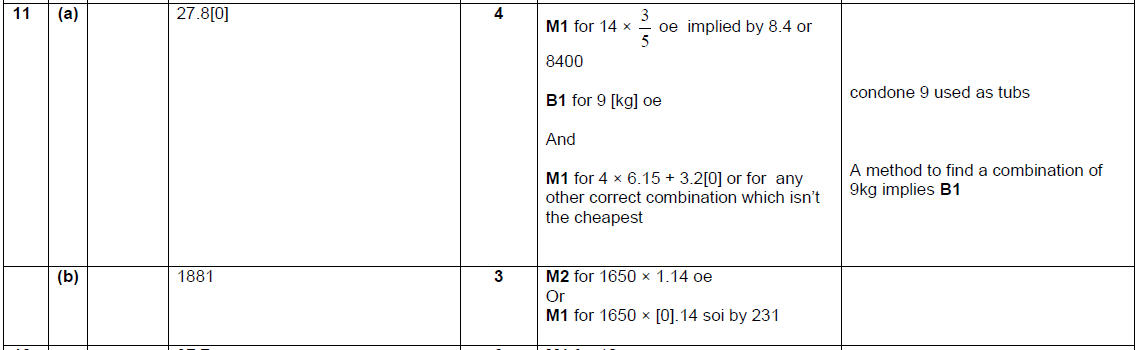 11 (a) 27.8[0] 4
M1 for 14 × 3/5 oe implied by 8.4 or
8400
B1 for 9 [kg] oe
condone 9 used as tubs
And
M1 for 4 × 6.15 + 3.2[0] or for any
other correct combination which isn't
the cheapest
A method to find a combination of
9kg implies B1
(b) 1881 3
M2 for 1650 × 1.14 oe
Or
M1 for 1650 × [0].14 soi by 231